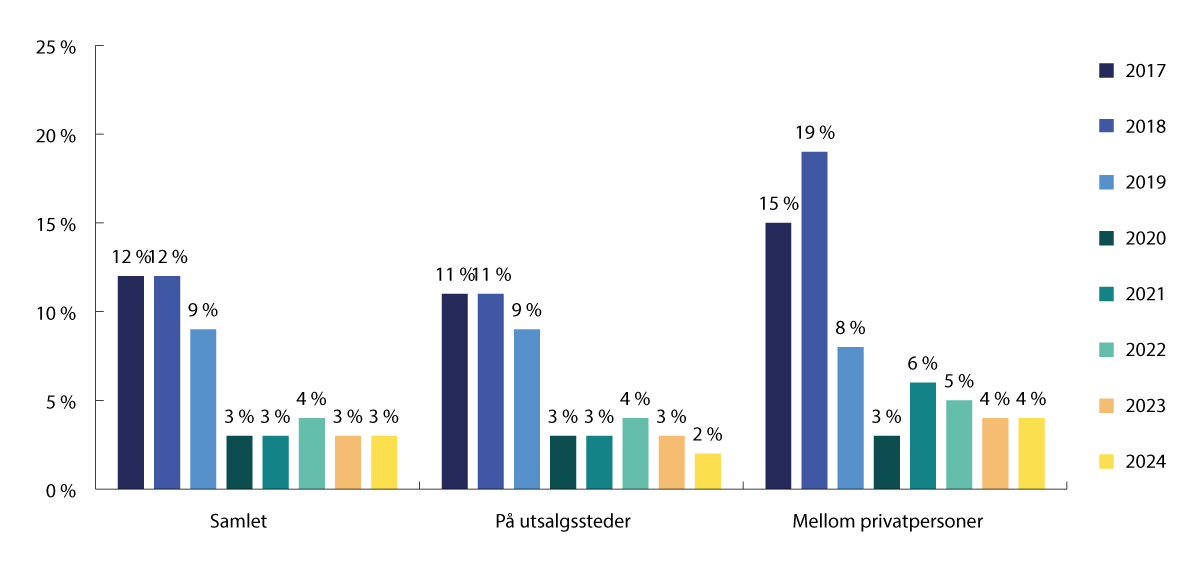 25 %
20 %
15 %
10 %
5 %
0 %
12 % 12 % 9 % 3 % 3 % 4 % 3 % 3 %
11 % 11 % 9 % 3 % 3 % 4 % 3 % 2 %
15 % 19 % 8 % 3 % 6 % 5 % 4 % 4 %
Samlet
På utsalgssteder
Mellom privatpersoner
2017
2018
2019
2020
2021
2022
2023
2024